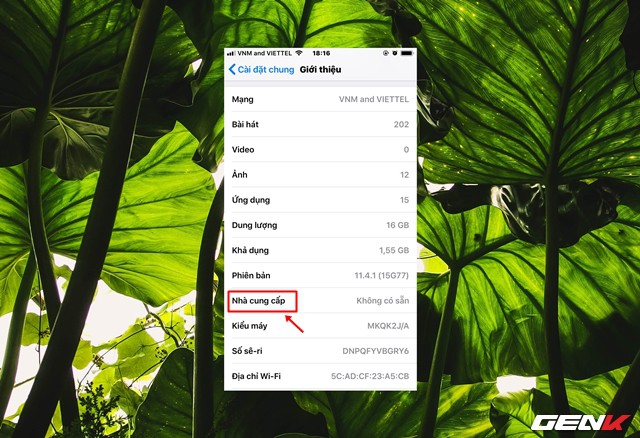 VNM and VIETTEL 18:16
Cài đặt chung Giới thiệu
Mạng VNM and VIETTEL
Bài hát 202
Video 0
Ảnh 12
Ứng dụng 15
Dung lượng 16 GB
Khả dụng 1,55 GB
Phiên bản 11.4.1 (15G77)
Nhà cung cấp Không có sẵn
Kiểu máy MKQK2J/A
Số sê-ri DNPQFYVBGRY6
Địa chỉ Wi-Fi 5C:AD:CF:23:A5:CB
GENK